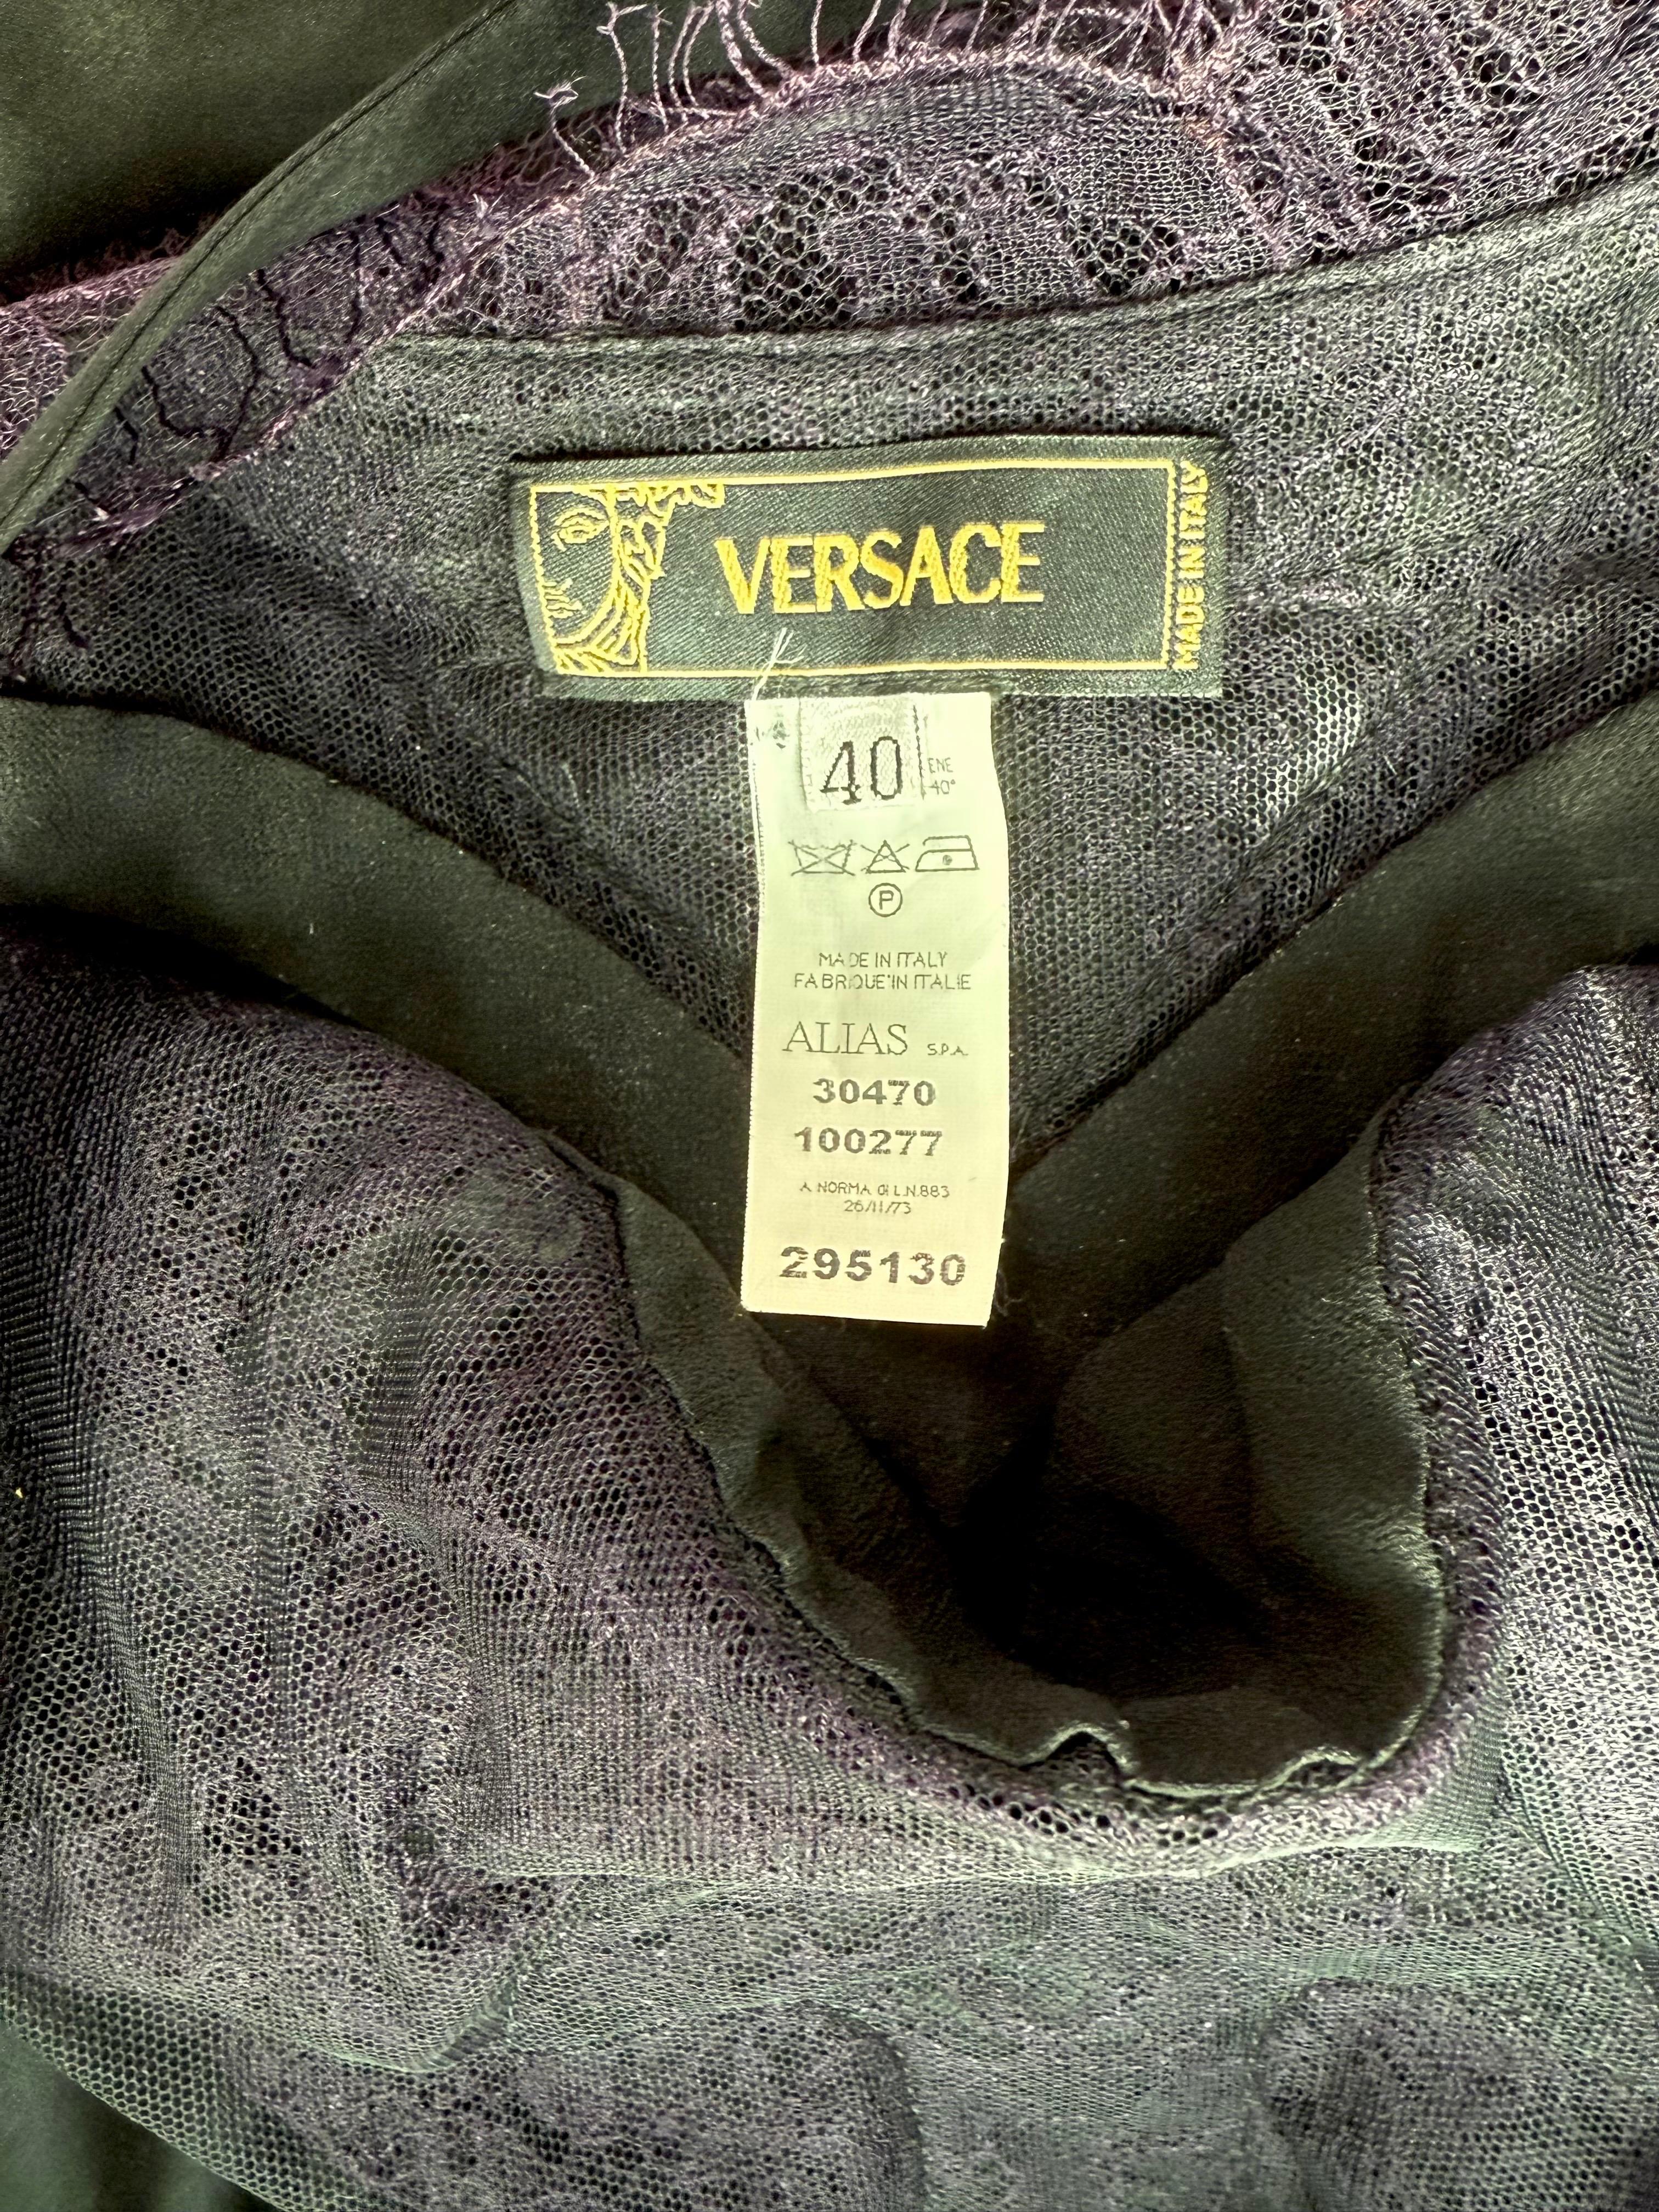 VERSACE
MADE IN ITALY
40
ENE
40°
P
MADE IN ITALY
FABRIQUE'IN ITALIE
ALIAS S.P.A.
30470
100277
A NORMA DI L.N.883
26/11/73
295130